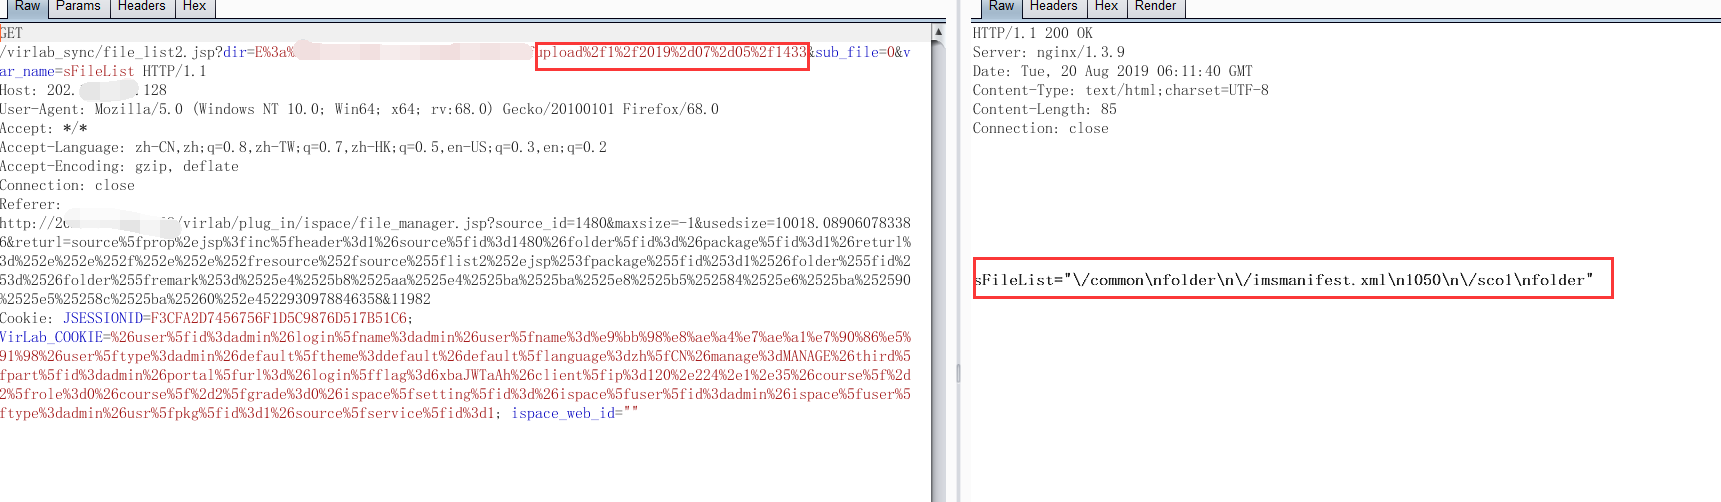 Raw Params Headers Hex
GET
/virlab_sync/file_list2.jsp?dir=E%3a% upload%2f1%2f2019%2d07%2d05%2f1433&sub_file=0&v
ar_name=sFileList HTTP/1.1
Host: 202. .128
User-Agent: Mozilla/5.0 (Windows NT 10.0; Win64; x64; rv:68.0) Gecko/20100101 Firefox/68.0
Accept: */*
Accept-Language: zh-CN,zh;q=0.8,zh-TW;q=0.7,zh-HK;q=0.5,en-US;q=0.3,en;q=0.2
Accept-Encoding: gzip, deflate
Connection: close
Referer:
http://20 /virlab/plug_in/ispace/file_manager.jsp?source_id=1480&maxsize=-1&usedsize=10018.08906078338
6&returl=source%5fprop%2ejsp%3finc%5fheader%3d1%26source%5fid%3d1480%26folder%5fid%3d%26package%5fid%3d1%26returl%
3d%252e%252e%252f%252e%252e%252fresource%252fsource%255flist2%252ejsp%253fpackage%255fid%253d1%2526folder%255fid%2
53d%2526folder%255fremark%253d%2525e4%2525b8%2525aa%2525e4%2525ba%2525ba%2525e8%2525b5%252584%2525e6%2525ba%252590
%2525e5%25258c%2525ba%25260%252e4522930978846358&11982
Cookie: JSESSIONID=F3CFA2D7456756F1D5C9876D517B51C6;
VirLab_COOKIE=%26user%5fid%3dadmin%26login%5fname%3dadmin%26user%5fname%3d%e9%bb%98%e8%ae%a4%e7%ae%a1%e7%90%86%e5%
91%98%26user%5ftype%3dadmin%26default%5ftheme%3ddefault%26default%5flanguage%3dzh%5fCN%26manage%3dMANAGE%26third%5
fpart%5fid%3dadmin%26portal%5furl%3d%26login%5fflag%3d6xbaJWTaAh%26client%5fip%3d120%2e224%2e1%2e35%26course%5f%2d
2%5frole%3d0%26course%5f%2d2%5fgrade%3d0%26ispace%5fsetting%5fid%3d%26ispace%5fuser%5fid%3dadmin%26ispace%5fuser%5
ftype%3dadmin%26usr%5fpkg%5fid%3d1%26source%5fservice%5fid%3d1; ispace_web_id=""
Raw Headers Hex Render
HTTP/1.1 200 OK
Server: nginx/1.3.9
Date: Tue, 20 Aug 2019 06:11:40 GMT
Content-Type: text/html;charset=UTF-8
Content-Length: 85
Connection: close
sFileList="\/common\nfolder\n\/imsmanifest.xml\n1050\n\/sco1\nfolder"